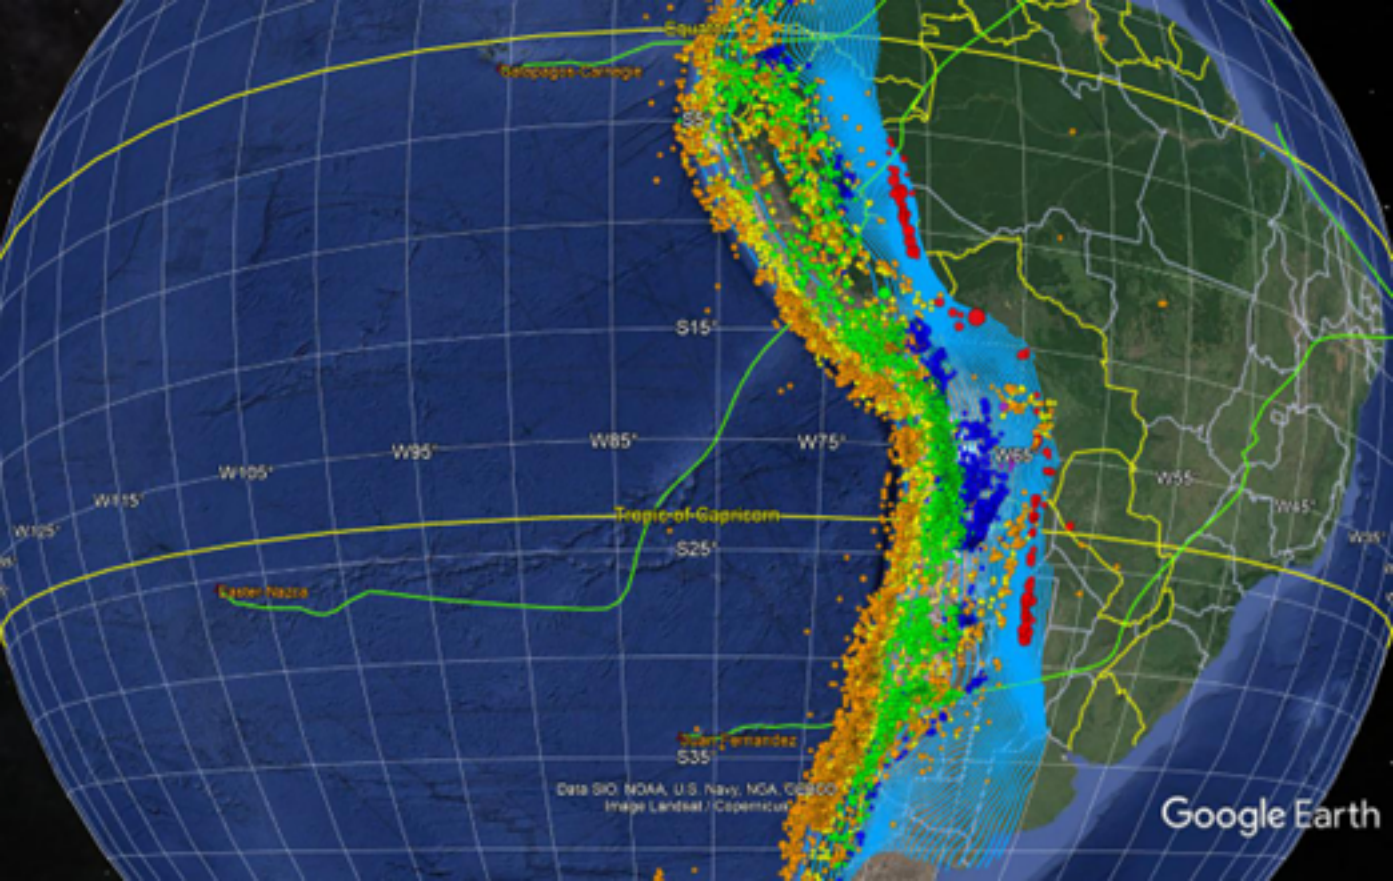 Equator
Galapagos-Carnegie
S5°
S15°
W75°
W85°
W95°
W105°
W115°
W125°
W65°
W55°
W45°
W35°
Tropic of Capricorn
S25°
Easter Nazca
Juan Fernandez
S35°
Data SIO, NOAA, U.S. Navy, NGA, GEBCO
Image Landsat / Copernicus
Google Earth